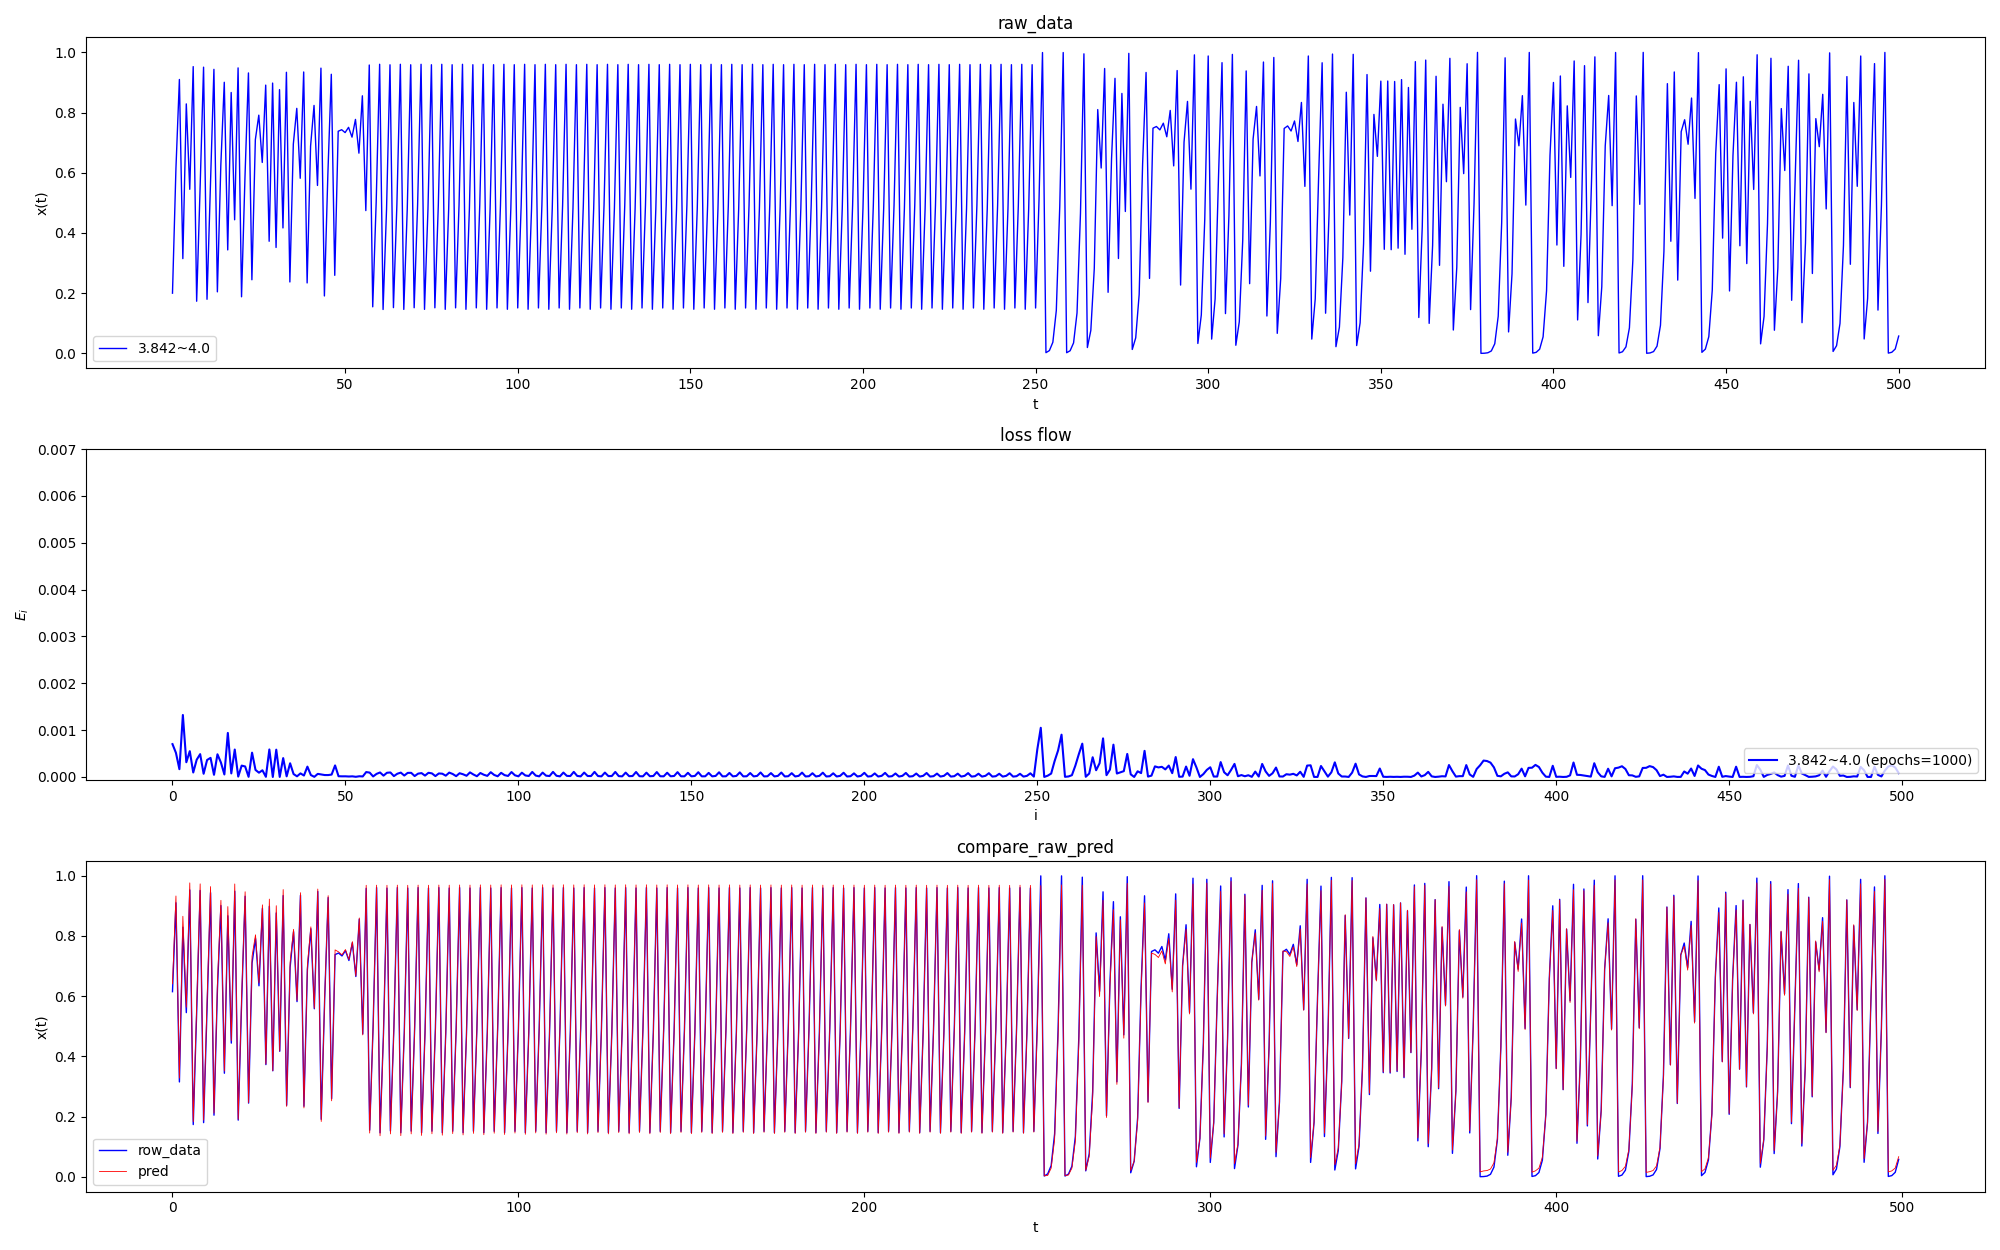 raw_data
x(t)
1.0
0.8
0.6
0.4
0.2
0.0
3.842~4.0
50 100 150 200 250 300 350 400 450 500
t
loss flow
E_i
0.007
0.006
0.005
0.004
0.003
0.002
0.001
0.000
3.842~4.0 (epochs=1000)
0 50 100 150 200 250 300 350 400 450 500
i
compare_raw_pred
x(t)
1.0
0.8
0.6
0.4
0.2
0.0
row_data
pred
0 100 200 300 400 500
t